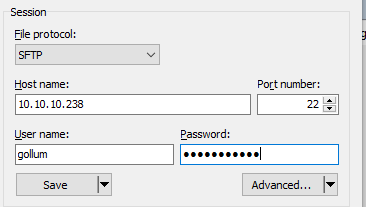 Session
File protocol:
SFTP
Host name: Port number:
10.10.10.238 22
User name: Password:
gollum ●●●●●●●●●●●
Save Advanced...